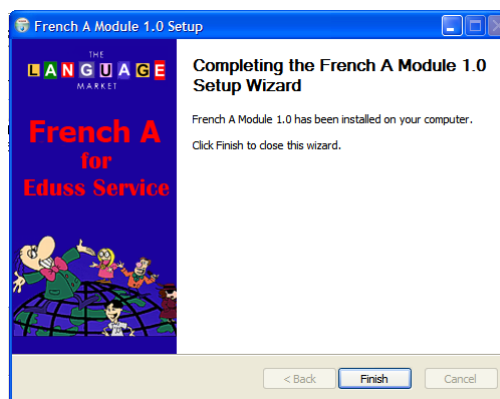 French A Module 1.0 Setup
THE
LANGUAGE
MARKET
French A
for
Eduss Service
Completing the French A Module 1.0
Setup Wizard
French A Module 1.0 has been installed on your computer.
Click Finish to close this wizard.
< Back
Finish
Cancel